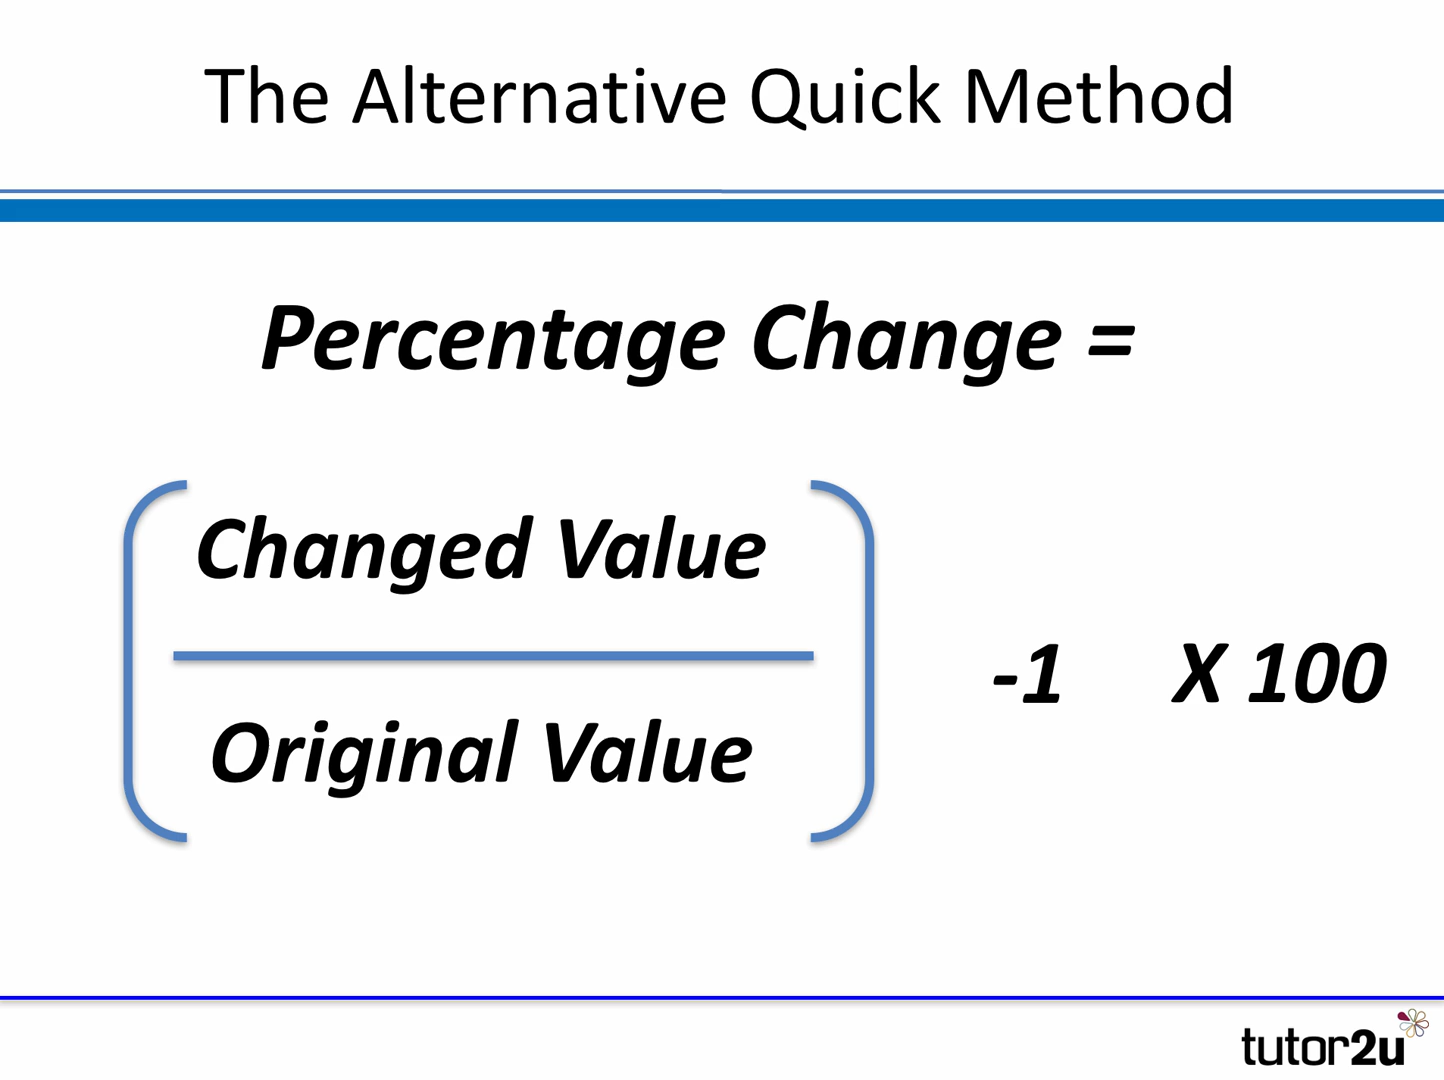 The Alternative Quick Method
Percentage Change =
Changed Value
Original Value
-1 X 100
tutor2u